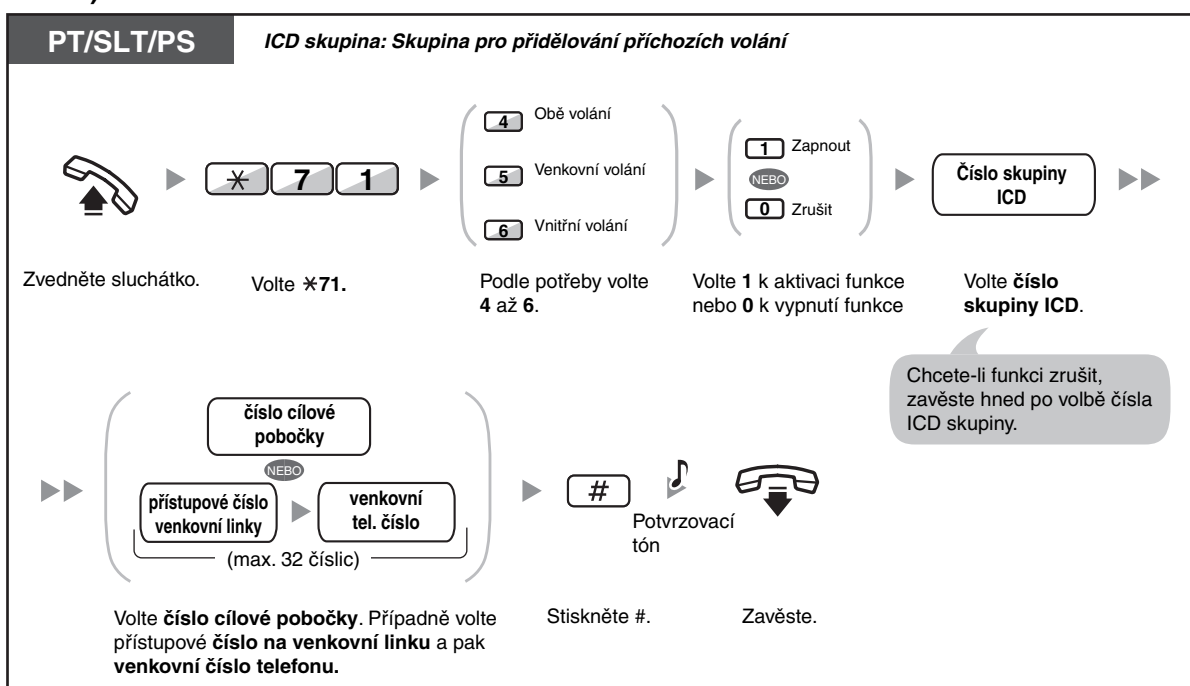 PT/SLT/PS
ICD skupina: Skupina pro přidělování příchozích volání
4 Obě volání
5 Venkovní volání
6 Vnitřní volání
1 Zapnout
NEBO
0 Zrušit
Číslo skupiny
ICD
✳ 7 1
Zvedněte sluchátko.
Volte ✳71.
Podle potřeby volte
4 až 6.
Volte 1 k aktivaci funkce
nebo 0 k vypnutí funkce
Volte číslo
skupiny ICD.
Chcete-li funkci zrušit,
zavěste hned po volbě čísla
ICD skupiny.
číslo cílové
pobočky
NEBO
přístupové číslo
venkovní linky
venkovní
tel. číslo
(max. 32 číslic)
#
Potvrzovací
tón
Volte číslo cílové pobočky. Případně volte
přístupové číslo na venkovní linku a pak
venkovní číslo telefonu.
Stiskněte #.
Zavěste.